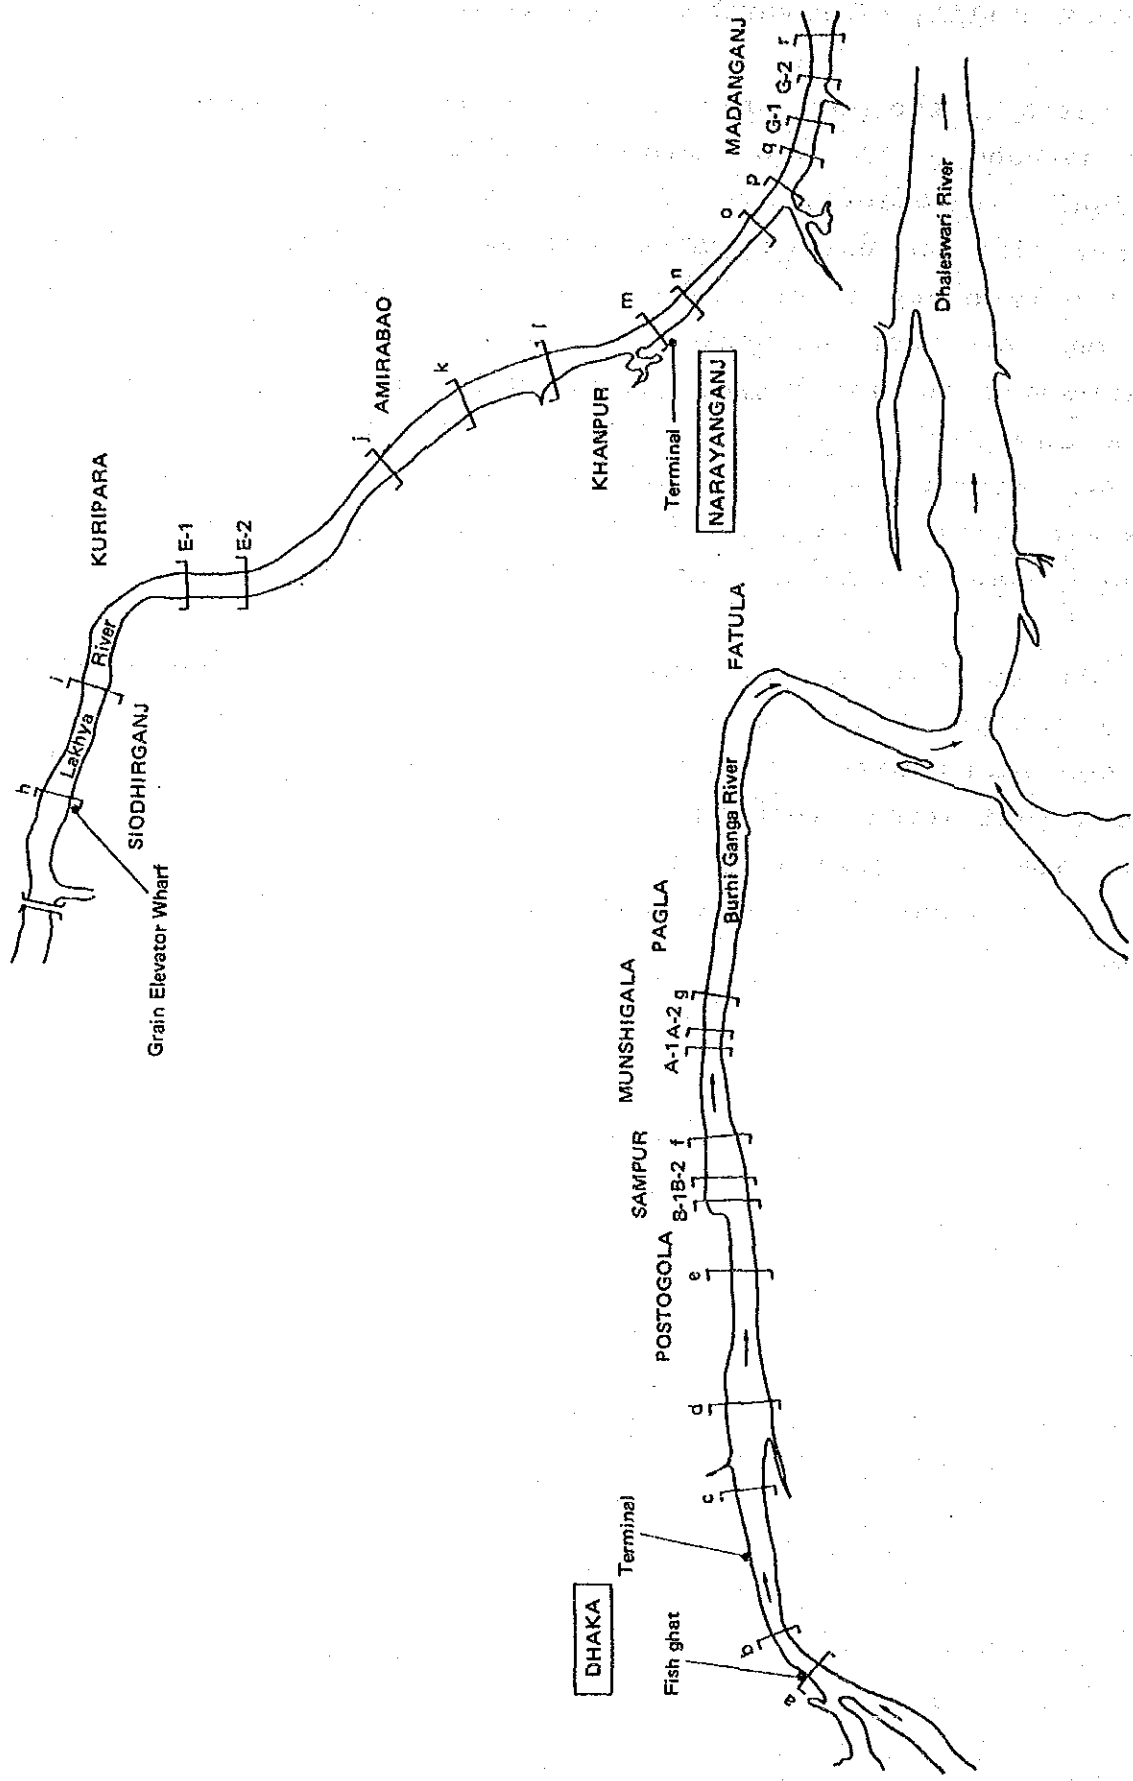 Grain Elevator Wharf
h
SIODHIRGANJ
Lakhya
River
i
KURIPARA
E-1
E-2
j
AMIRABAO
k
l
KHANPUR
Terminal
NARAYANGANJ
m
n
o
p
MADANGANJ
q
G-1
G-2
r
DHAKA
Fish ghat
Terminal
a
b
c
d
POSTOGOLA
e
SAMPUR
B-1
B-2
f
MUNSHIGALA
A-1
A-2
g
PAGLA
Burhi Ganga River
FATULA
Dhaleswari River